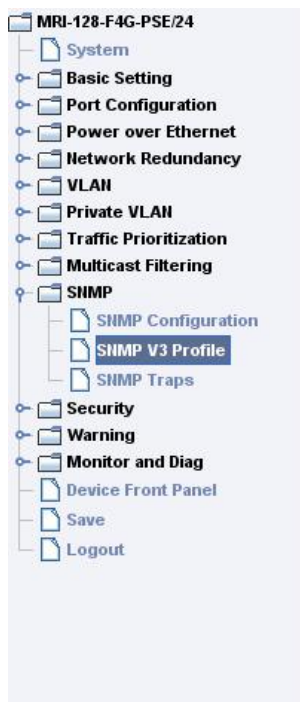 MRI-128-F4G-PSE/24
System
Basic Setting
Port Configuration
Power over Ethernet
Network Redundancy
VLAN
Private VLAN
Traffic Prioritization
Multicast Filtering
SNMP
SNMP Configuration
SNMP V3 Profile
SNMP Traps
Security
Warning
Monitor and Diag
Device Front Panel
Save
Logout